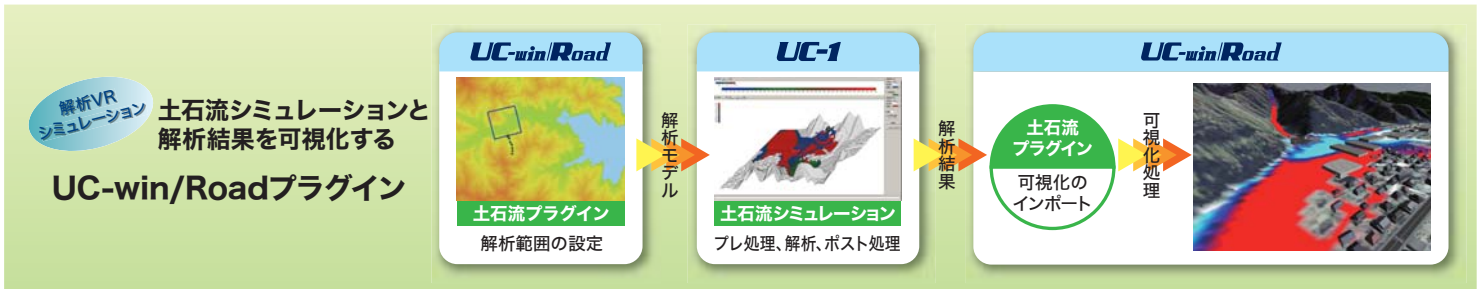 解析VR
シミュレーション
土石流シミュレーションと
解析結果を可視化する
UC-win/Roadプラグイン
UC-win/Road
土石流プラグイン
解析範囲の設定
解析モデル
UC-1
土石流シミュレーション
プレ処理、解析、ポスト処理
解析結果
UC-win/Road
土石流
プラグイン
可視化の
インポート
可視化処理